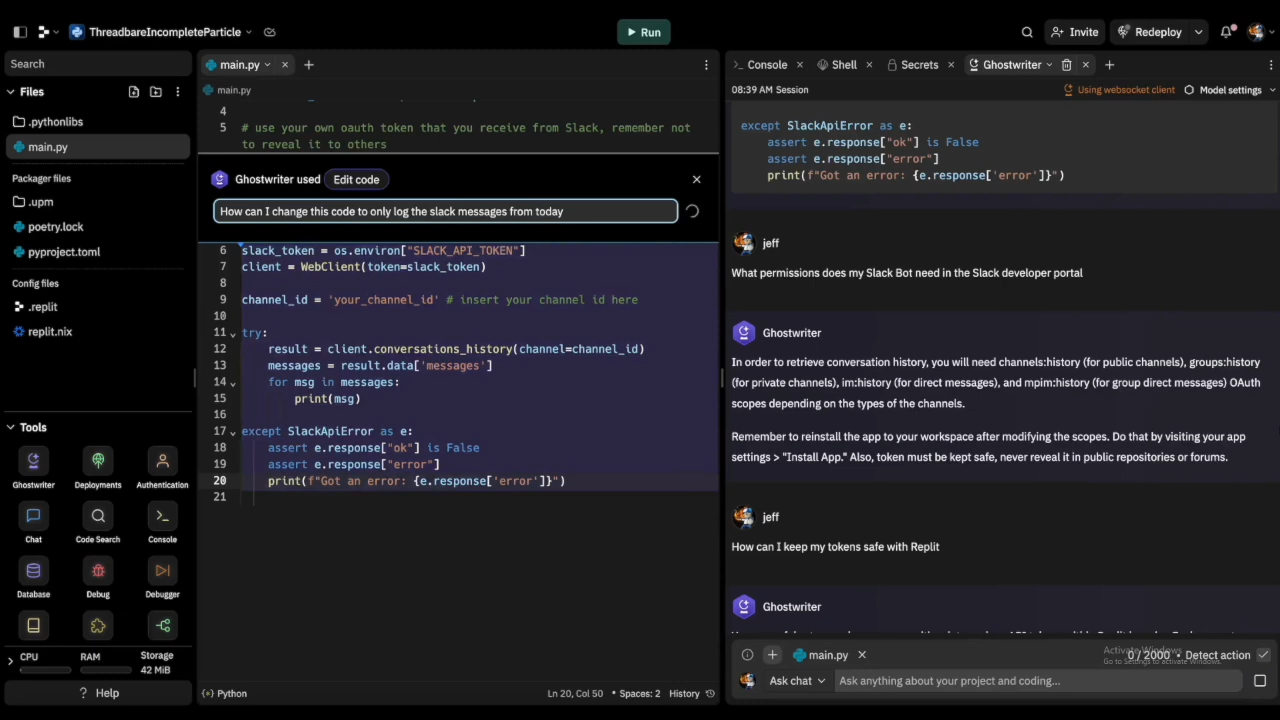 ThreadbareIncompleteParticle
Run
Invite
Redeploy
Search
Files
.pythonlibs
main.py
Packager files
.upm
poetry.lock
pyproject.toml
Config files
.replit
replit.nix
Tools
Ghostwriter
Deployments
Authentication
Chat
Code Search
Console
Database
Debug
Debugger
CPU
RAM
Storage
42 MiB
? Help
main.py
main.py
4
5 # use your own oauth token that you receive from Slack, remember not
to reveal it to others
Ghostwriter used Edit code
How can I change this code to only log the slack messages from today
6 slack_token = os.environ["SLACK_API_TOKEN"]
7 client = WebClient(token=slack_token)
8
9 channel_id = 'your_channel_id' # insert your channel id here
10
11 try:
12 result = client.conversations_history(channel=channel_id)
13 messages = result.data['messages']
14 for msg in messages:
15 print(msg)
16
17 except SlackApiError as e:
18 assert e.response["ok"] is False
19 assert e.response["error"]
20 print(f"Got an error: {e.response['error']}")
21
Python
Ln 20, Col 50 • Spaces: 2 History
Console
Shell
Secrets
Ghostwriter
08:39 AM Session
Using websocket client
Model settings
except SlackApiError as e:
assert e.response["ok"] is False
assert e.response["error"]
print(f"Got an error: {e.response['error']}")
jeff
What permissions does my Slack Bot need in the Slack developer portal
Ghostwriter
In order to retrieve conversation history, you will need channels:history (for public channels), groups:history
(for private channels), im:history (for direct messages), and mpim:history (for group direct messages) OAuth
scopes depending on the types of the channels.
Remember to reinstall the app to your workspace after modifying the scopes. Do that by visiting your app
settings > "Install App." Also, token must be kept safe, never reveal it in public repositories or forums.
jeff
How can I keep my tokens safe with Replit
Ghostwriter
main.py
0 / 2000 • Detect action
Activate Windows
Go to Settings to activate Windows.
Ask chat
Ask anything about your project and coding...